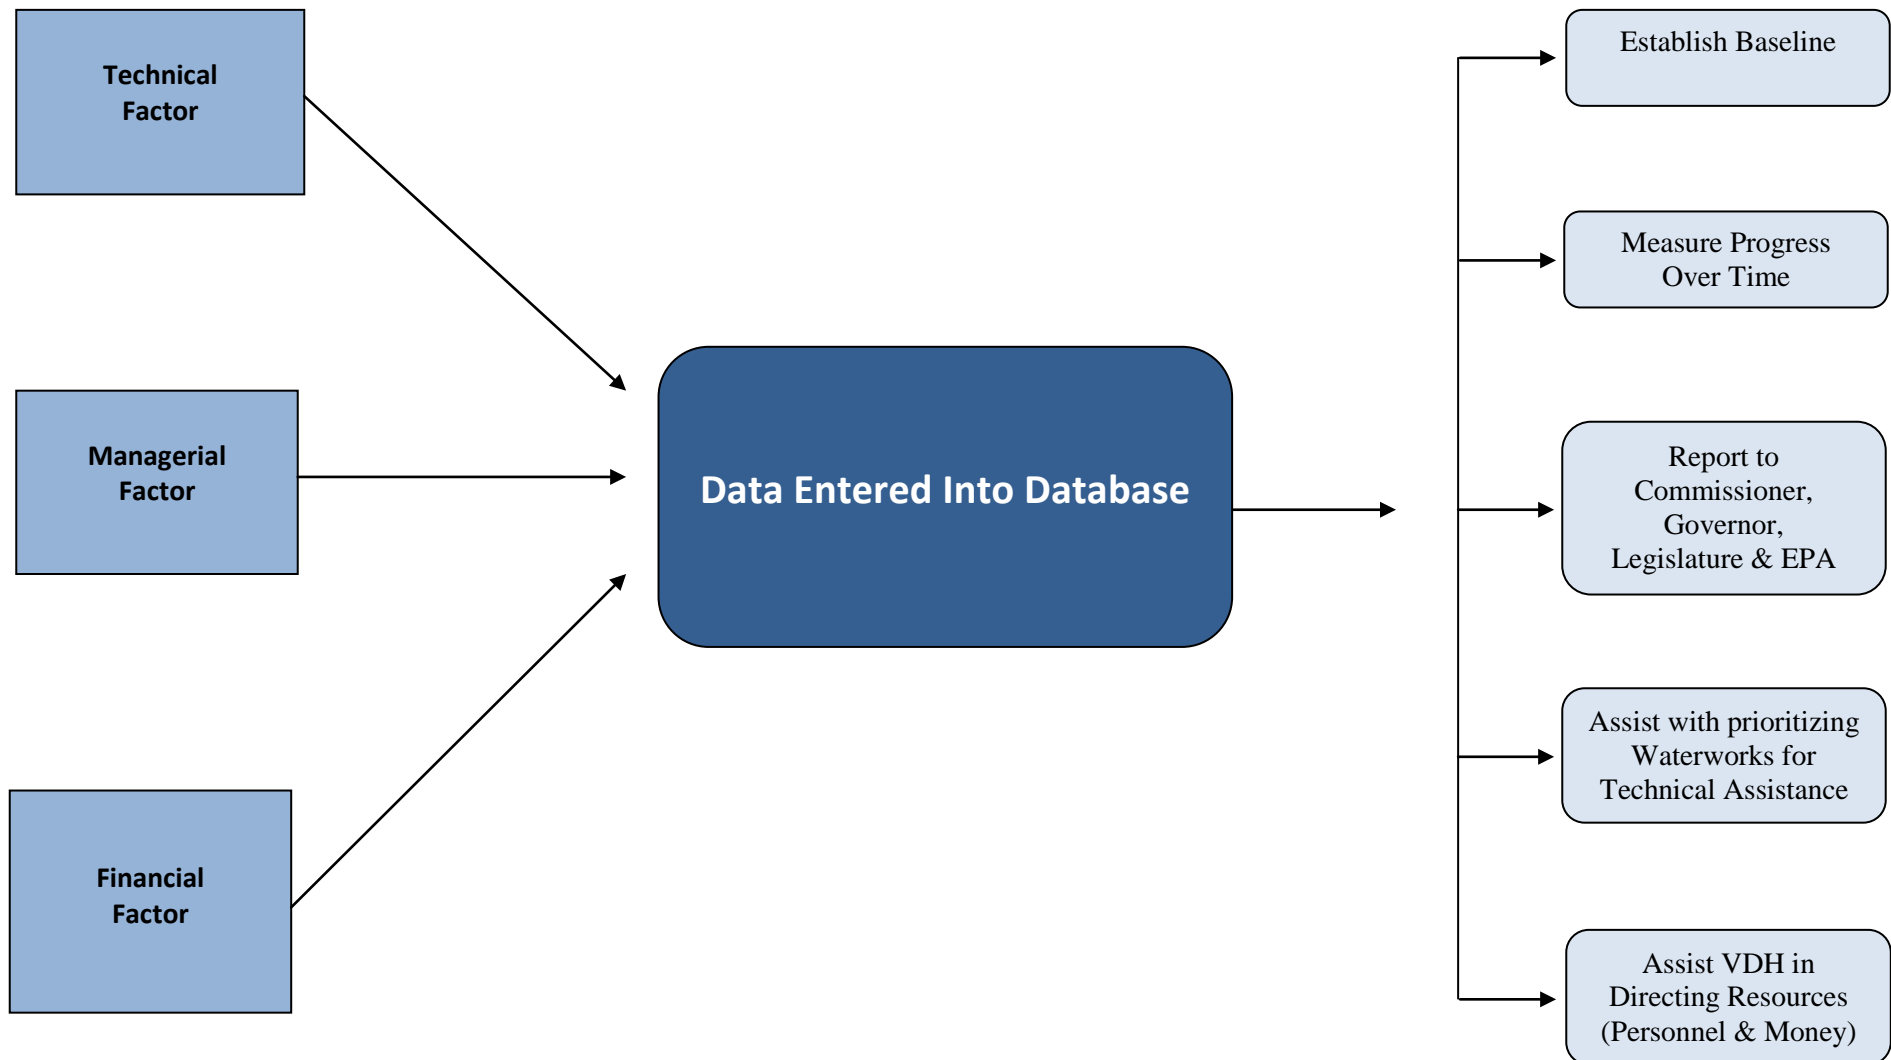 Technical
Factor
Managerial
Factor
Financial
Factor
Data Entered Into Database
Establish Baseline
Measure Progress
Over Time
Report to
Commissioner,
Governor,
Legislature & EPA
Assist with prioritizing
Waterworks for
Technical Assistance
Assist VDH in
Directing Resources
(Personnel & Money)